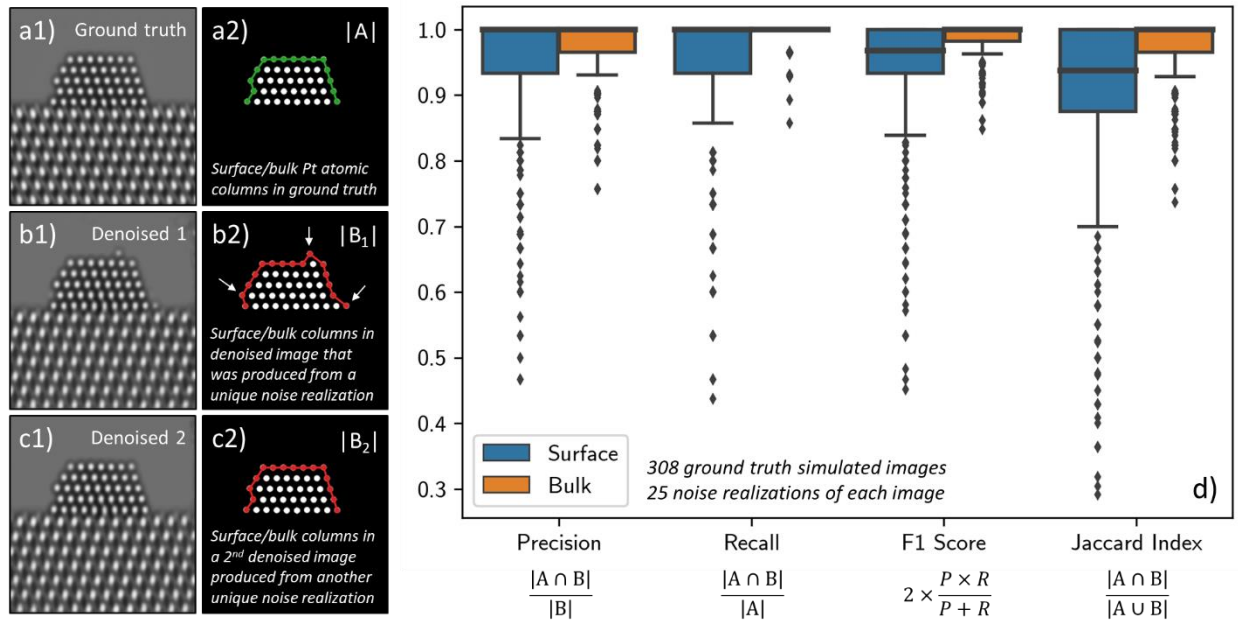 a1) Ground truth
a2) |A|
Surface/bulk Pt atomic
columns in ground truth
b1) Denoised 1
b2) |B₁|
Surface/bulk columns in
denoised image that
was produced from a
unique noise realization
c1) Denoised 2
c2) |B₂|
Surface/bulk columns in
a 2nd denoised image
produced from another
unique noise realization
1.0
0.9
0.8
0.7
0.6
0.5
0.4
0.3
Surface
Bulk
308 ground truth simulated images
25 noise realizations of each image
d)
Precision
Recall
F1 Score
Jaccard Index
|A ∩ B|
|B|
|A ∩ B|
|A|
2 × P × R
P + R
|A ∩ B|
|A ∪ B|